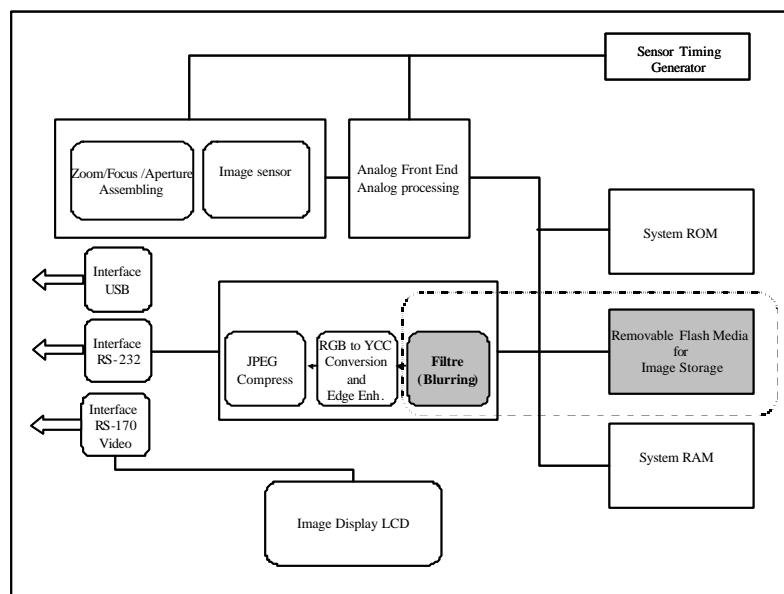 Sensor Timing
Generator
Zoom/Focus /Aperture
Assembling
Image sensor
Analog Front End
Analog processing
System ROM
Interface
USB
Interface
RS-232
JPEG
Compress
RGB to YCC
Conversion
and
Edge Enh.
Filtre
(Blurring)
Removable Flash Media
for
Image Storage
Interface
RS-170
Video
System RAM
Image Display LCD